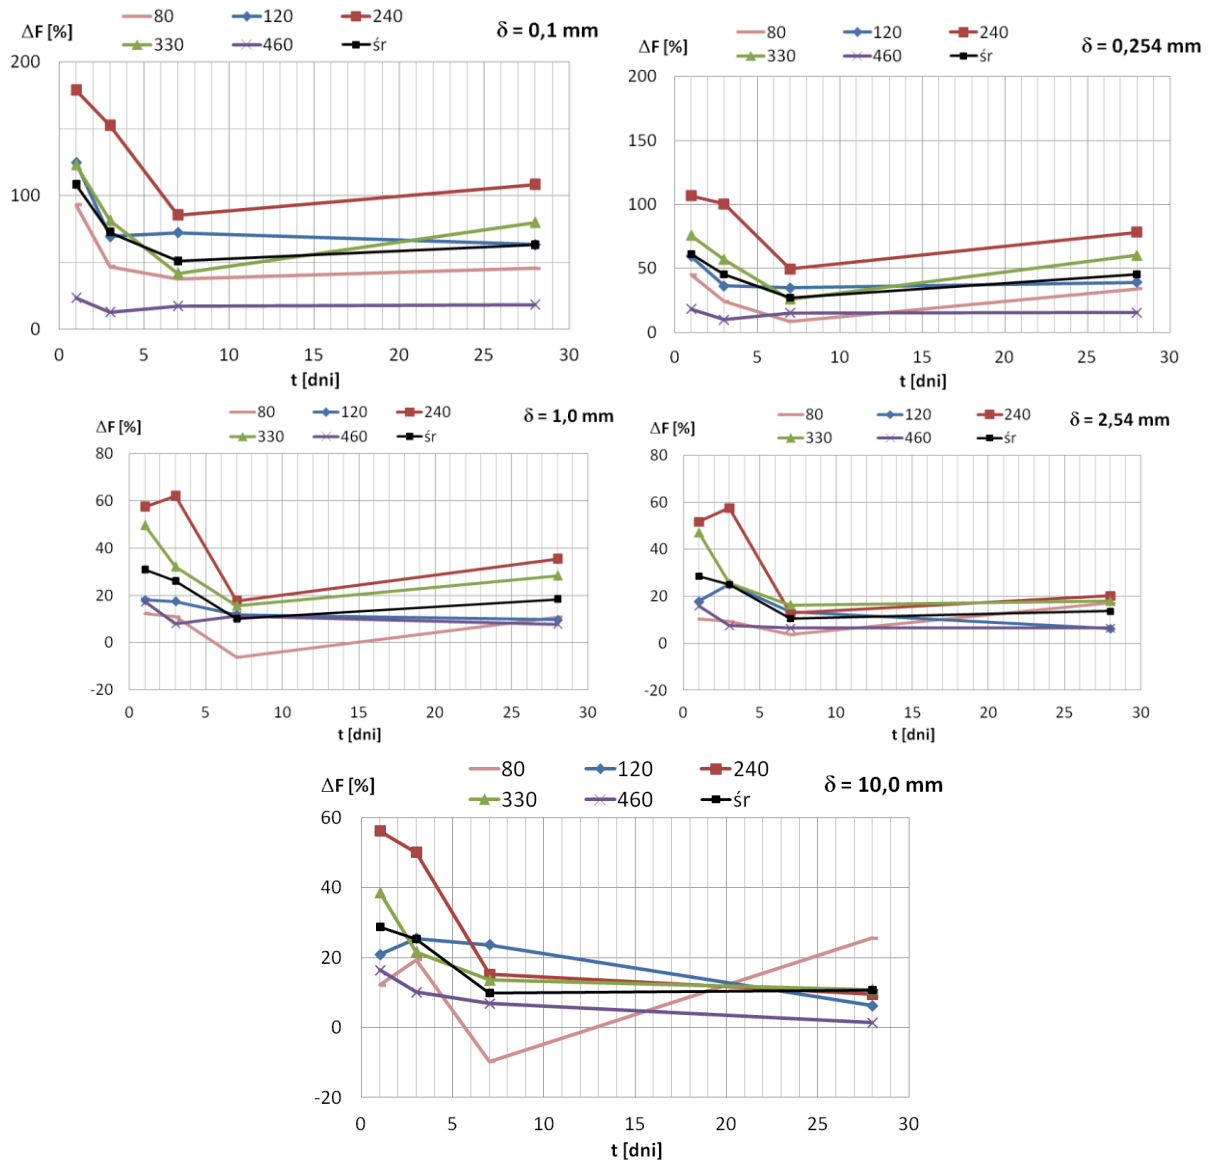 80 120 240
ΔF [%] 330 460 śr δ = 0,1 mm
200
100
0
0 5 10 15 20 25 30
t [dni]
80 120 240
ΔF [%] 330 460 śr δ = 0,254 mm
200
150
100
50
0
0 5 10 15 20 25 30
t [dni]
80 120 240 δ = 1,0 mm
ΔF [%] 330 460 śr
80
60
40
20
0
-20
0 5 10 15 20 25 30
t [dni]
80 120 240 δ = 2,54 mm
ΔF [%] 330 460 śr
80
60
40
20
0
-20
0 5 10 15 20 25 30
t [dni]
80 120 240
ΔF [%] 330 460 śr δ = 10,0 mm
60
40
20
0
-20
0 5 10 15 20 25 30
t [dni]